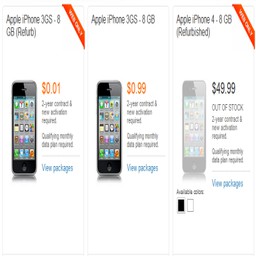 Apple iPhone 3GS - 8
GB (Refurb)
$0.01
2-year contract &
new activation
required.
Qualifying monthly
data plan required.
View packages
Apple iPhone 3GS - 8 GB
$0.99
2-year contract &
new activation
required.
Qualifying monthly
data plan required.
View packages
Apple iPhone 4 - 8 GB
(Refurbished)
$49.99
OUT OF STOCK
2-year contract &
new activation
required.
Qualifying monthly
data plan required.
View packages
Available colors: